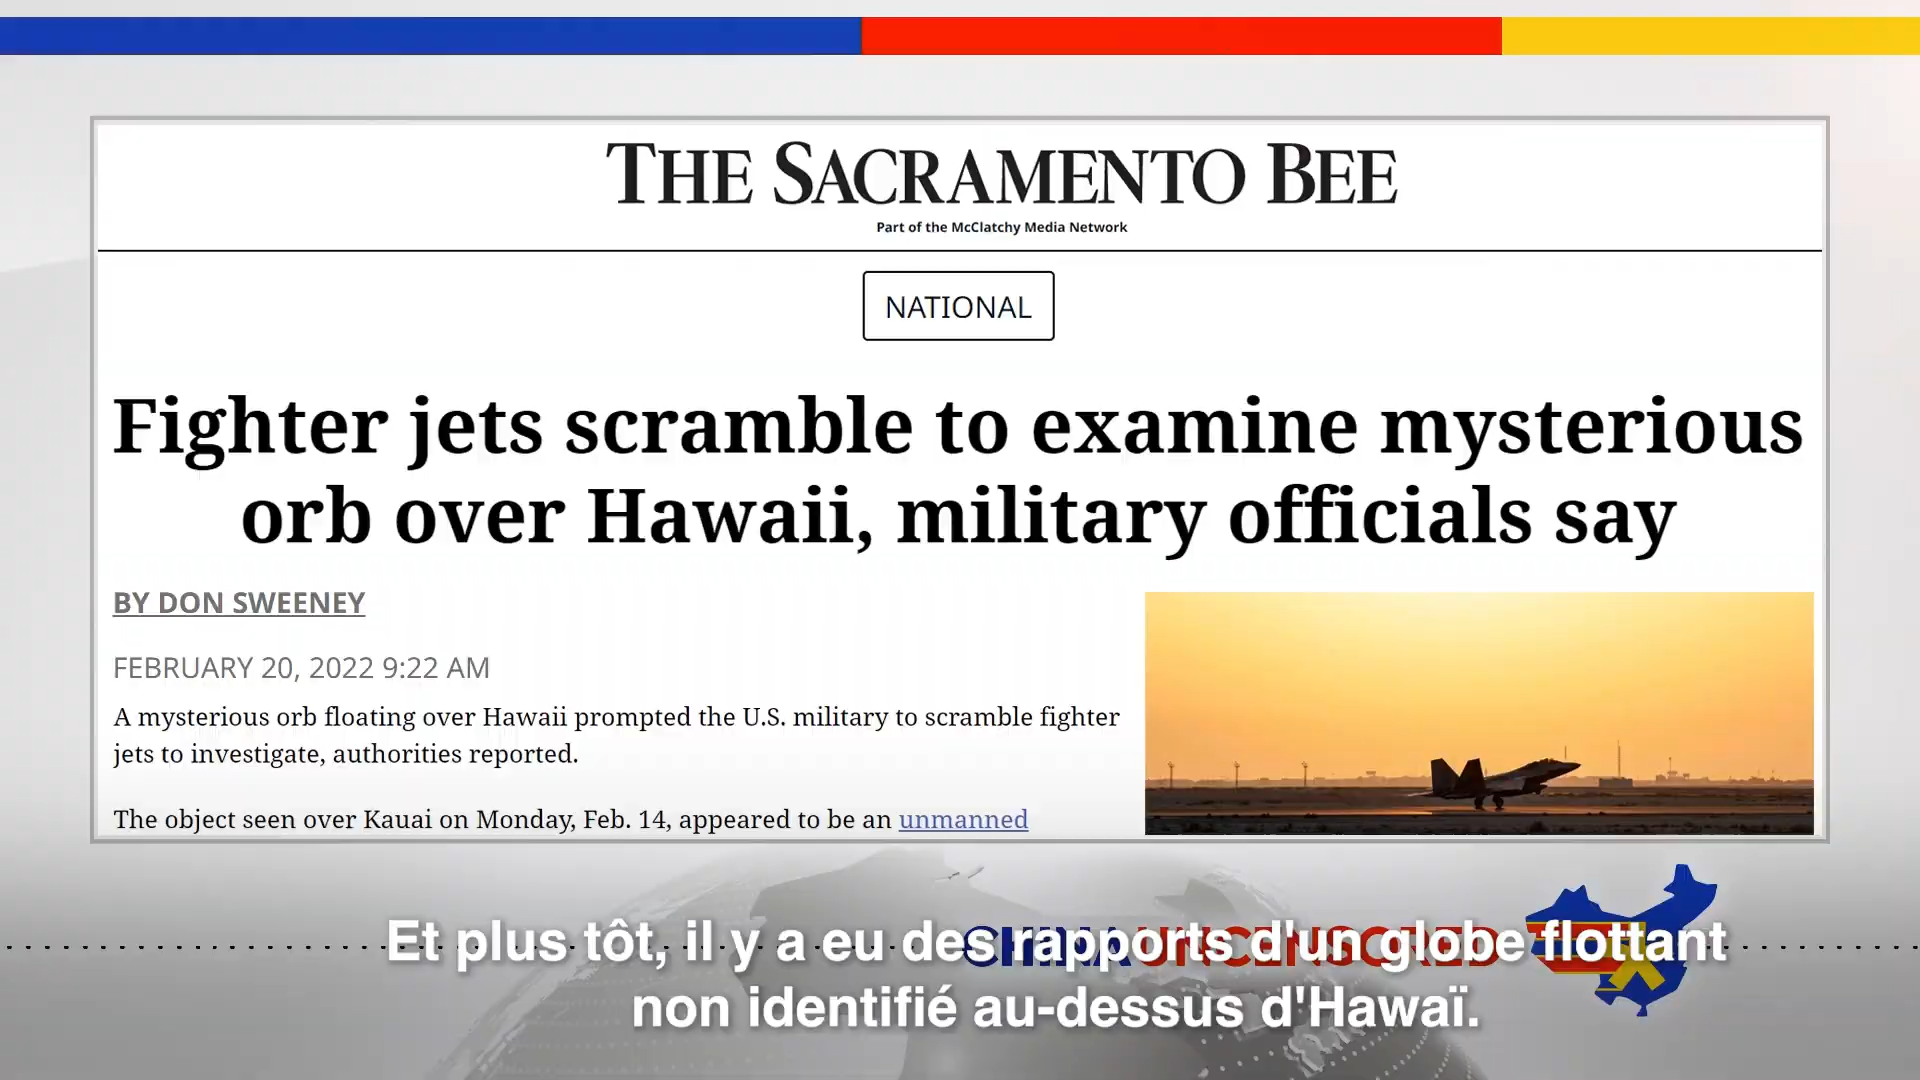 THE SACRAMENTO BEE
Part of the McClatchy Media Network
NATIONAL
Fighter jets scramble to examine mysterious
orb over Hawaii, military officials say
BY DON SWEENEY
FEBRUARY 20, 2022 9:22 AM
A mysterious orb floating over Hawaii prompted the U.S. military to scramble fighter
jets to investigate, authorities reported.
The object seen over Kauai on Monday, Feb. 14, appeared to be an unmanned
CHINA UNCENSORED
Et plus tôt, il y a eu des rapports d'un globe flottant
non identifié au-dessus d'Hawaï.